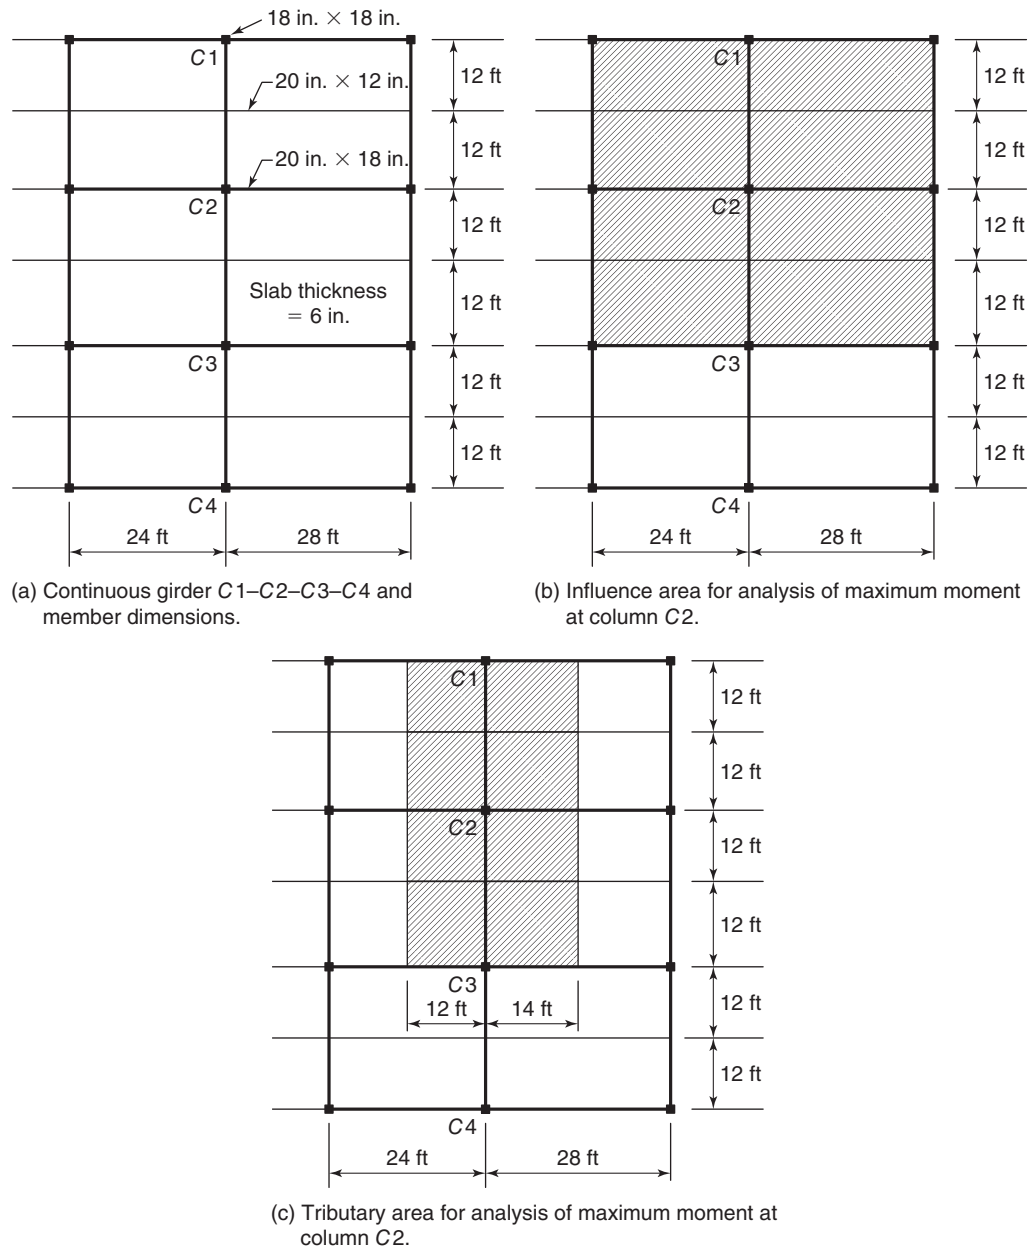 18 in. × 18 in.
C1
12 ft
20 in. × 12 in.
12 ft
20 in. × 18 in.
C2
12 ft
Slab thickness
= 6 in.
12 ft
C3
12 ft
12 ft
C4
24 ft
28 ft
(a) Continuous girder C1–C2–C3–C4 and
member dimensions.
C1
12 ft
12 ft
C2
12 ft
12 ft
C3
12 ft
12 ft
C4
24 ft
28 ft
(b) Influence area for analysis of maximum moment
at column C2.
C1
12 ft
12 ft
C2
12 ft
12 ft
C3
12 ft
14 ft
12 ft
12 ft
C4
24 ft
28 ft
(c) Tributary area for analysis of maximum moment at
column C2.